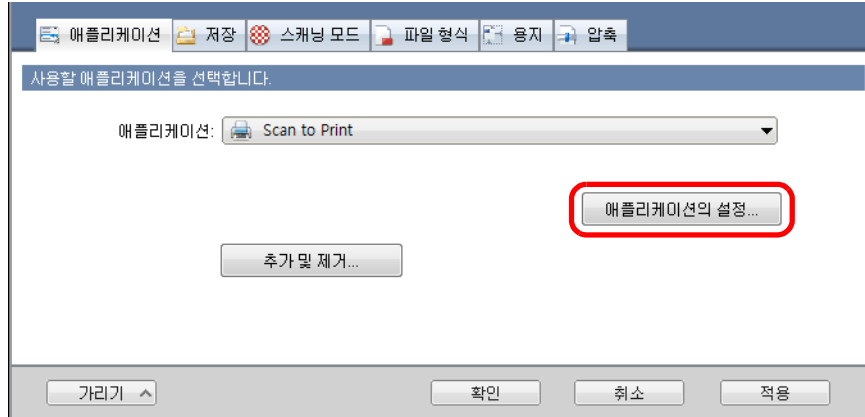 애플리케이션 저장 스캐닝 모드 파일 형식 용지 압축
사용할 애플리케이션을 선택합니다.
애플리케이션: Scan to Print
애플리케이션의 설정...
추가 및 제거...
가리기 확인 취소 적용